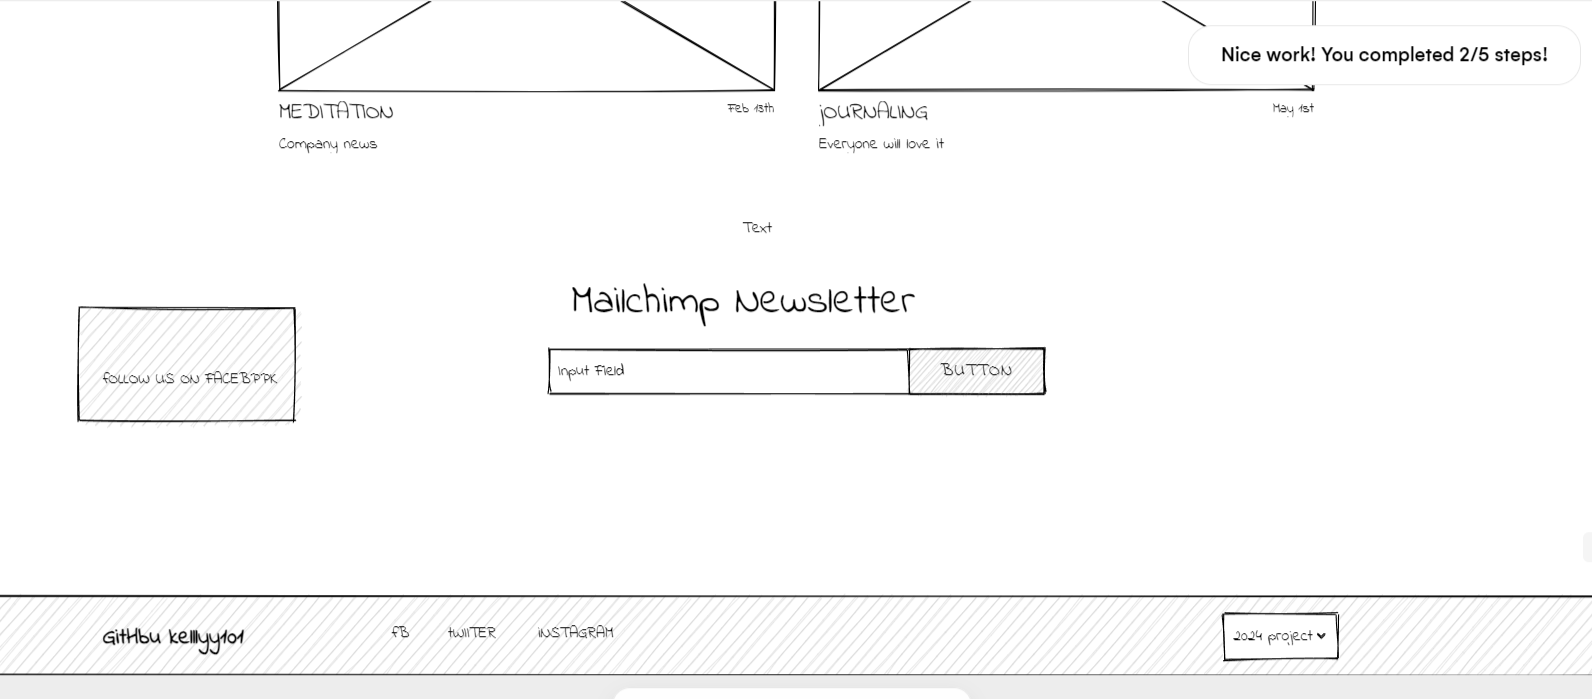 Nice work! You completed 2/5 steps!
MEDITATION
Feb 13th
jOURNALING
May 1st
Company news
Everyone will love it
Text
Mailchimp Newsletter
fOLLOW US ON FACEBPPK
Input Field
BUTTON
GitHbu kelllyy101
fB
twIITER
iNSTAGRAM
2024 project